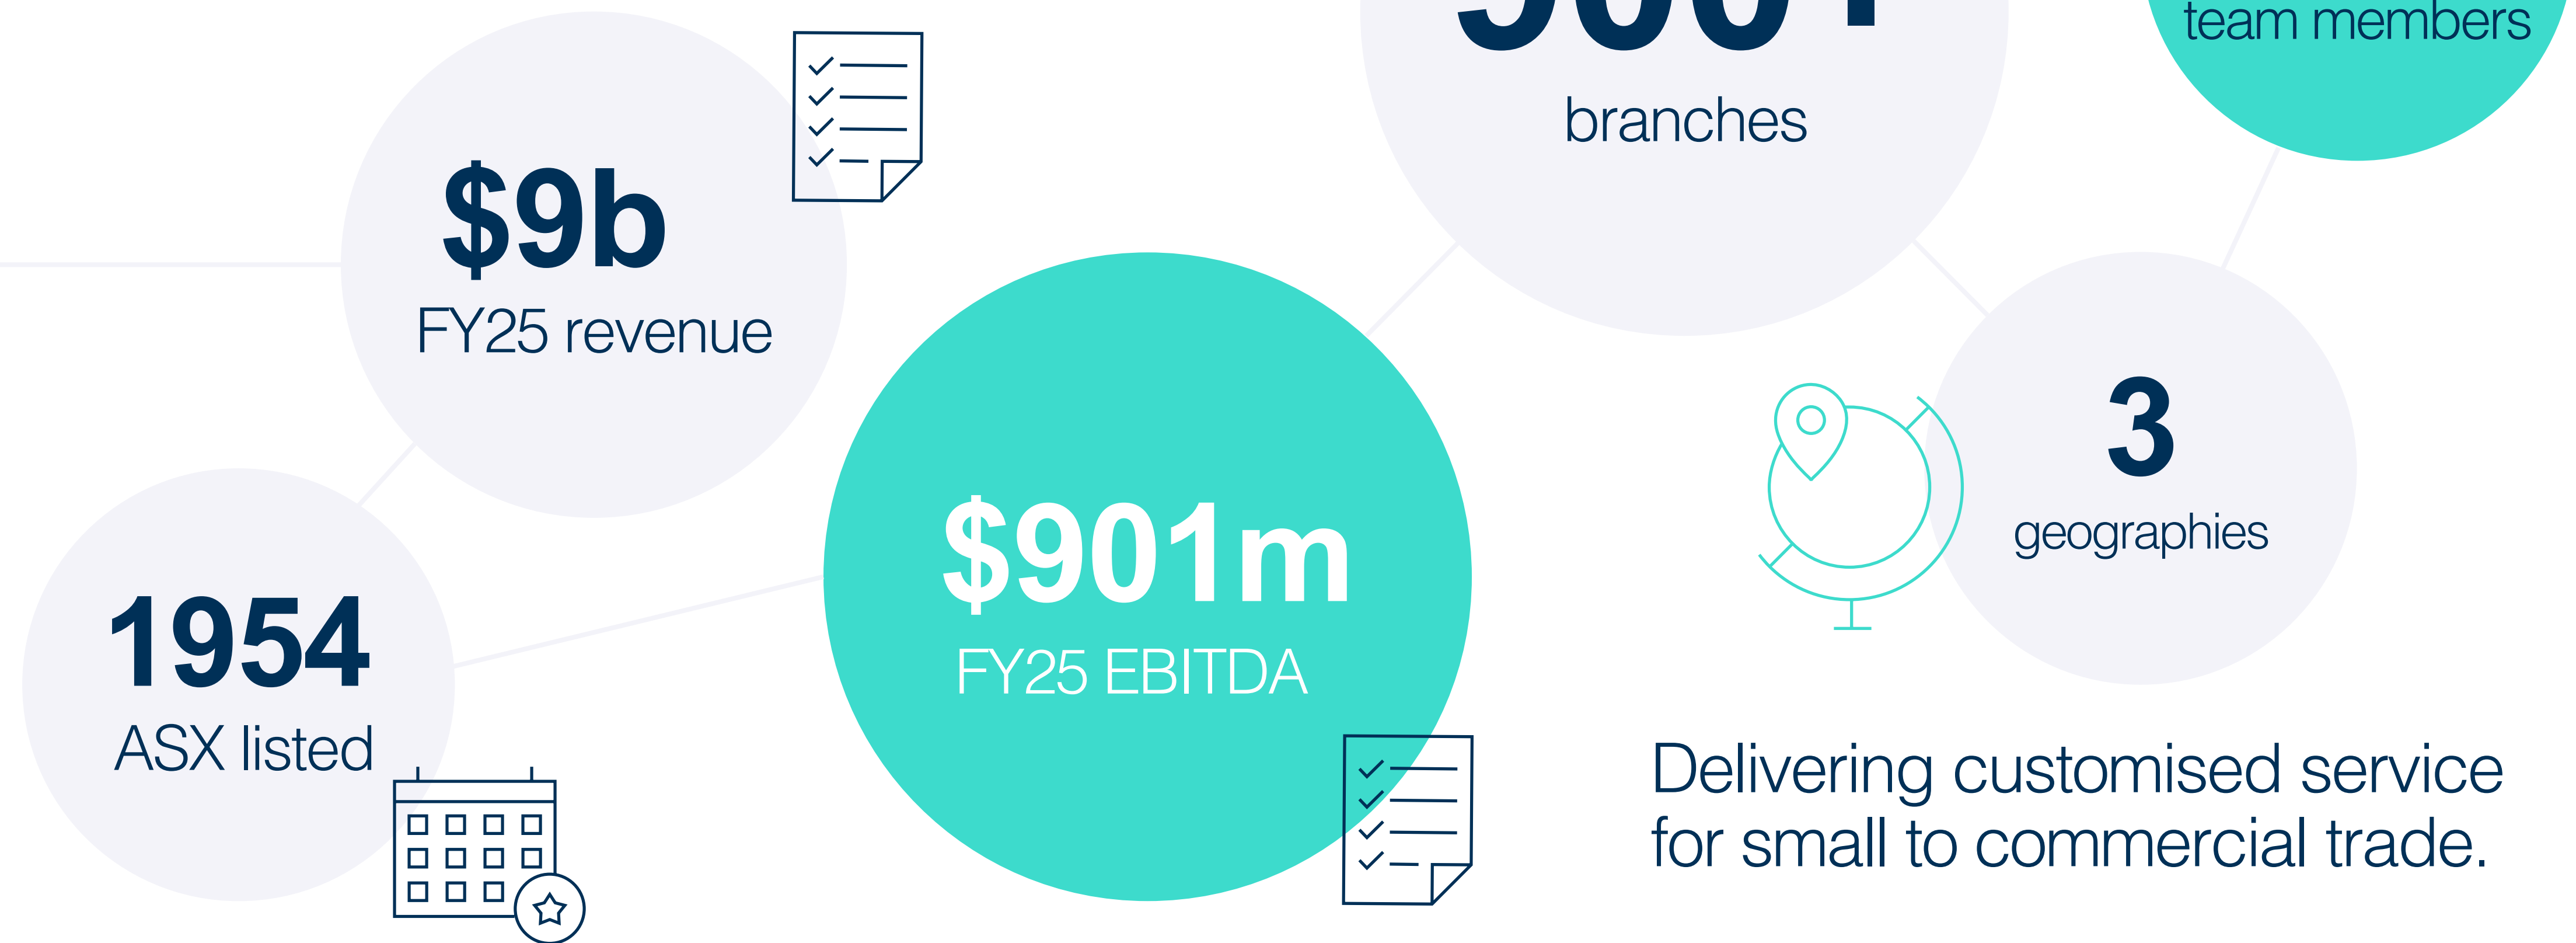 team members
branches
$9b
FY25 revenue
$901m
FY25 EBITDA
3
geographies
1954
ASX listed
Delivering customised service
for small to commercial trade.